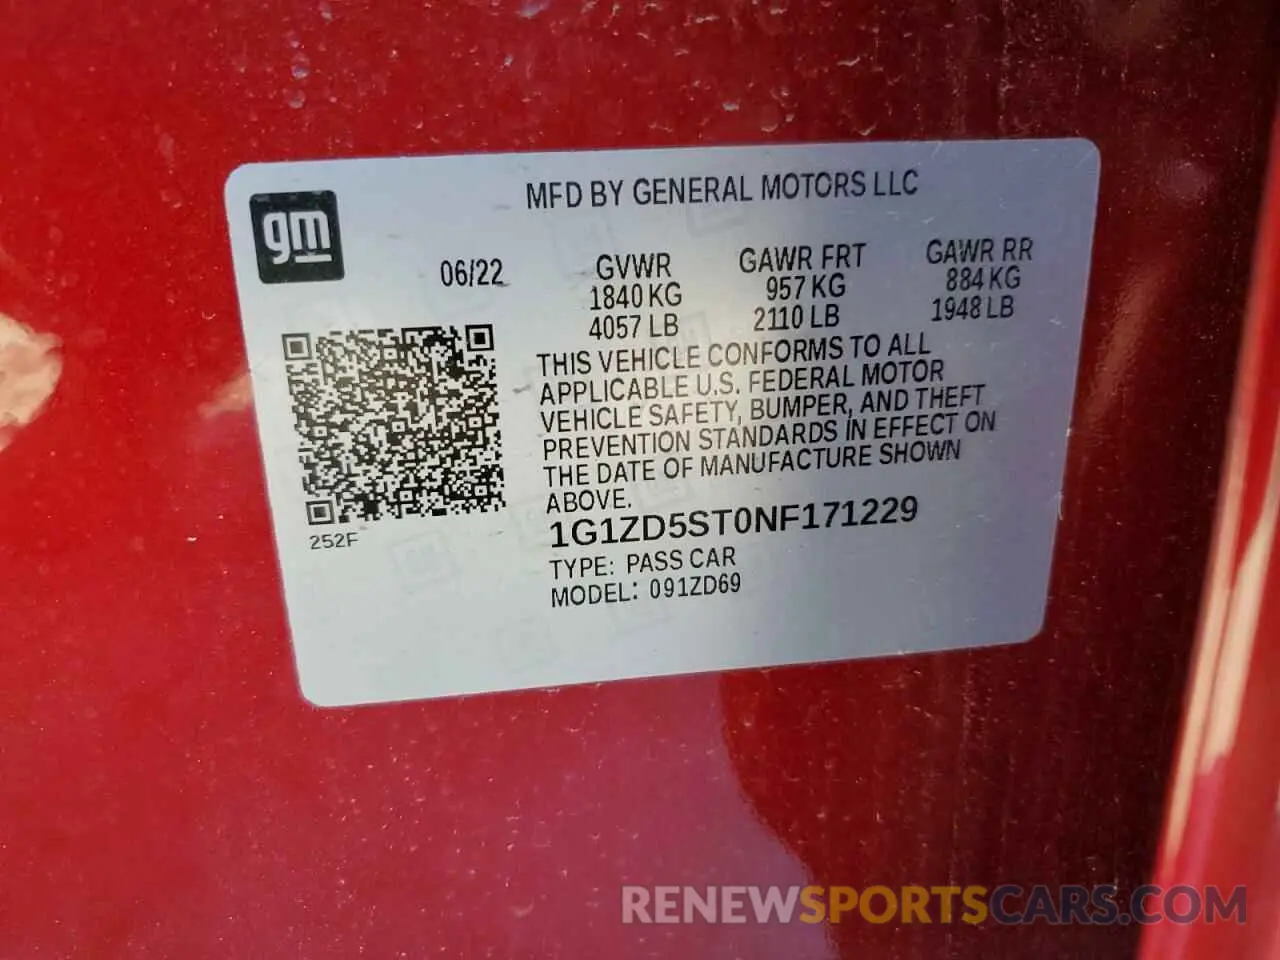 MFD BY GENERAL MOTORS LLC
gm
06/22
GVWR GAWR FRT GAWR RR
1840 KG 957 KG 884 KG
4057 LB 2110 LB 1948 LB
THIS VEHICLE CONFORMS TO ALL
APPLICABLE U.S. FEDERAL MOTOR
VEHICLE SAFETY, BUMPER, AND THEFT
PREVENTION STANDARDS IN EFFECT ON
THE DATE OF MANUFACTURE SHOWN
ABOVE.
252F
1G1ZD5ST0NF171229
TYPE: PASS CAR
MODEL: 091ZD69
RENEWSPORTSCARS.COM